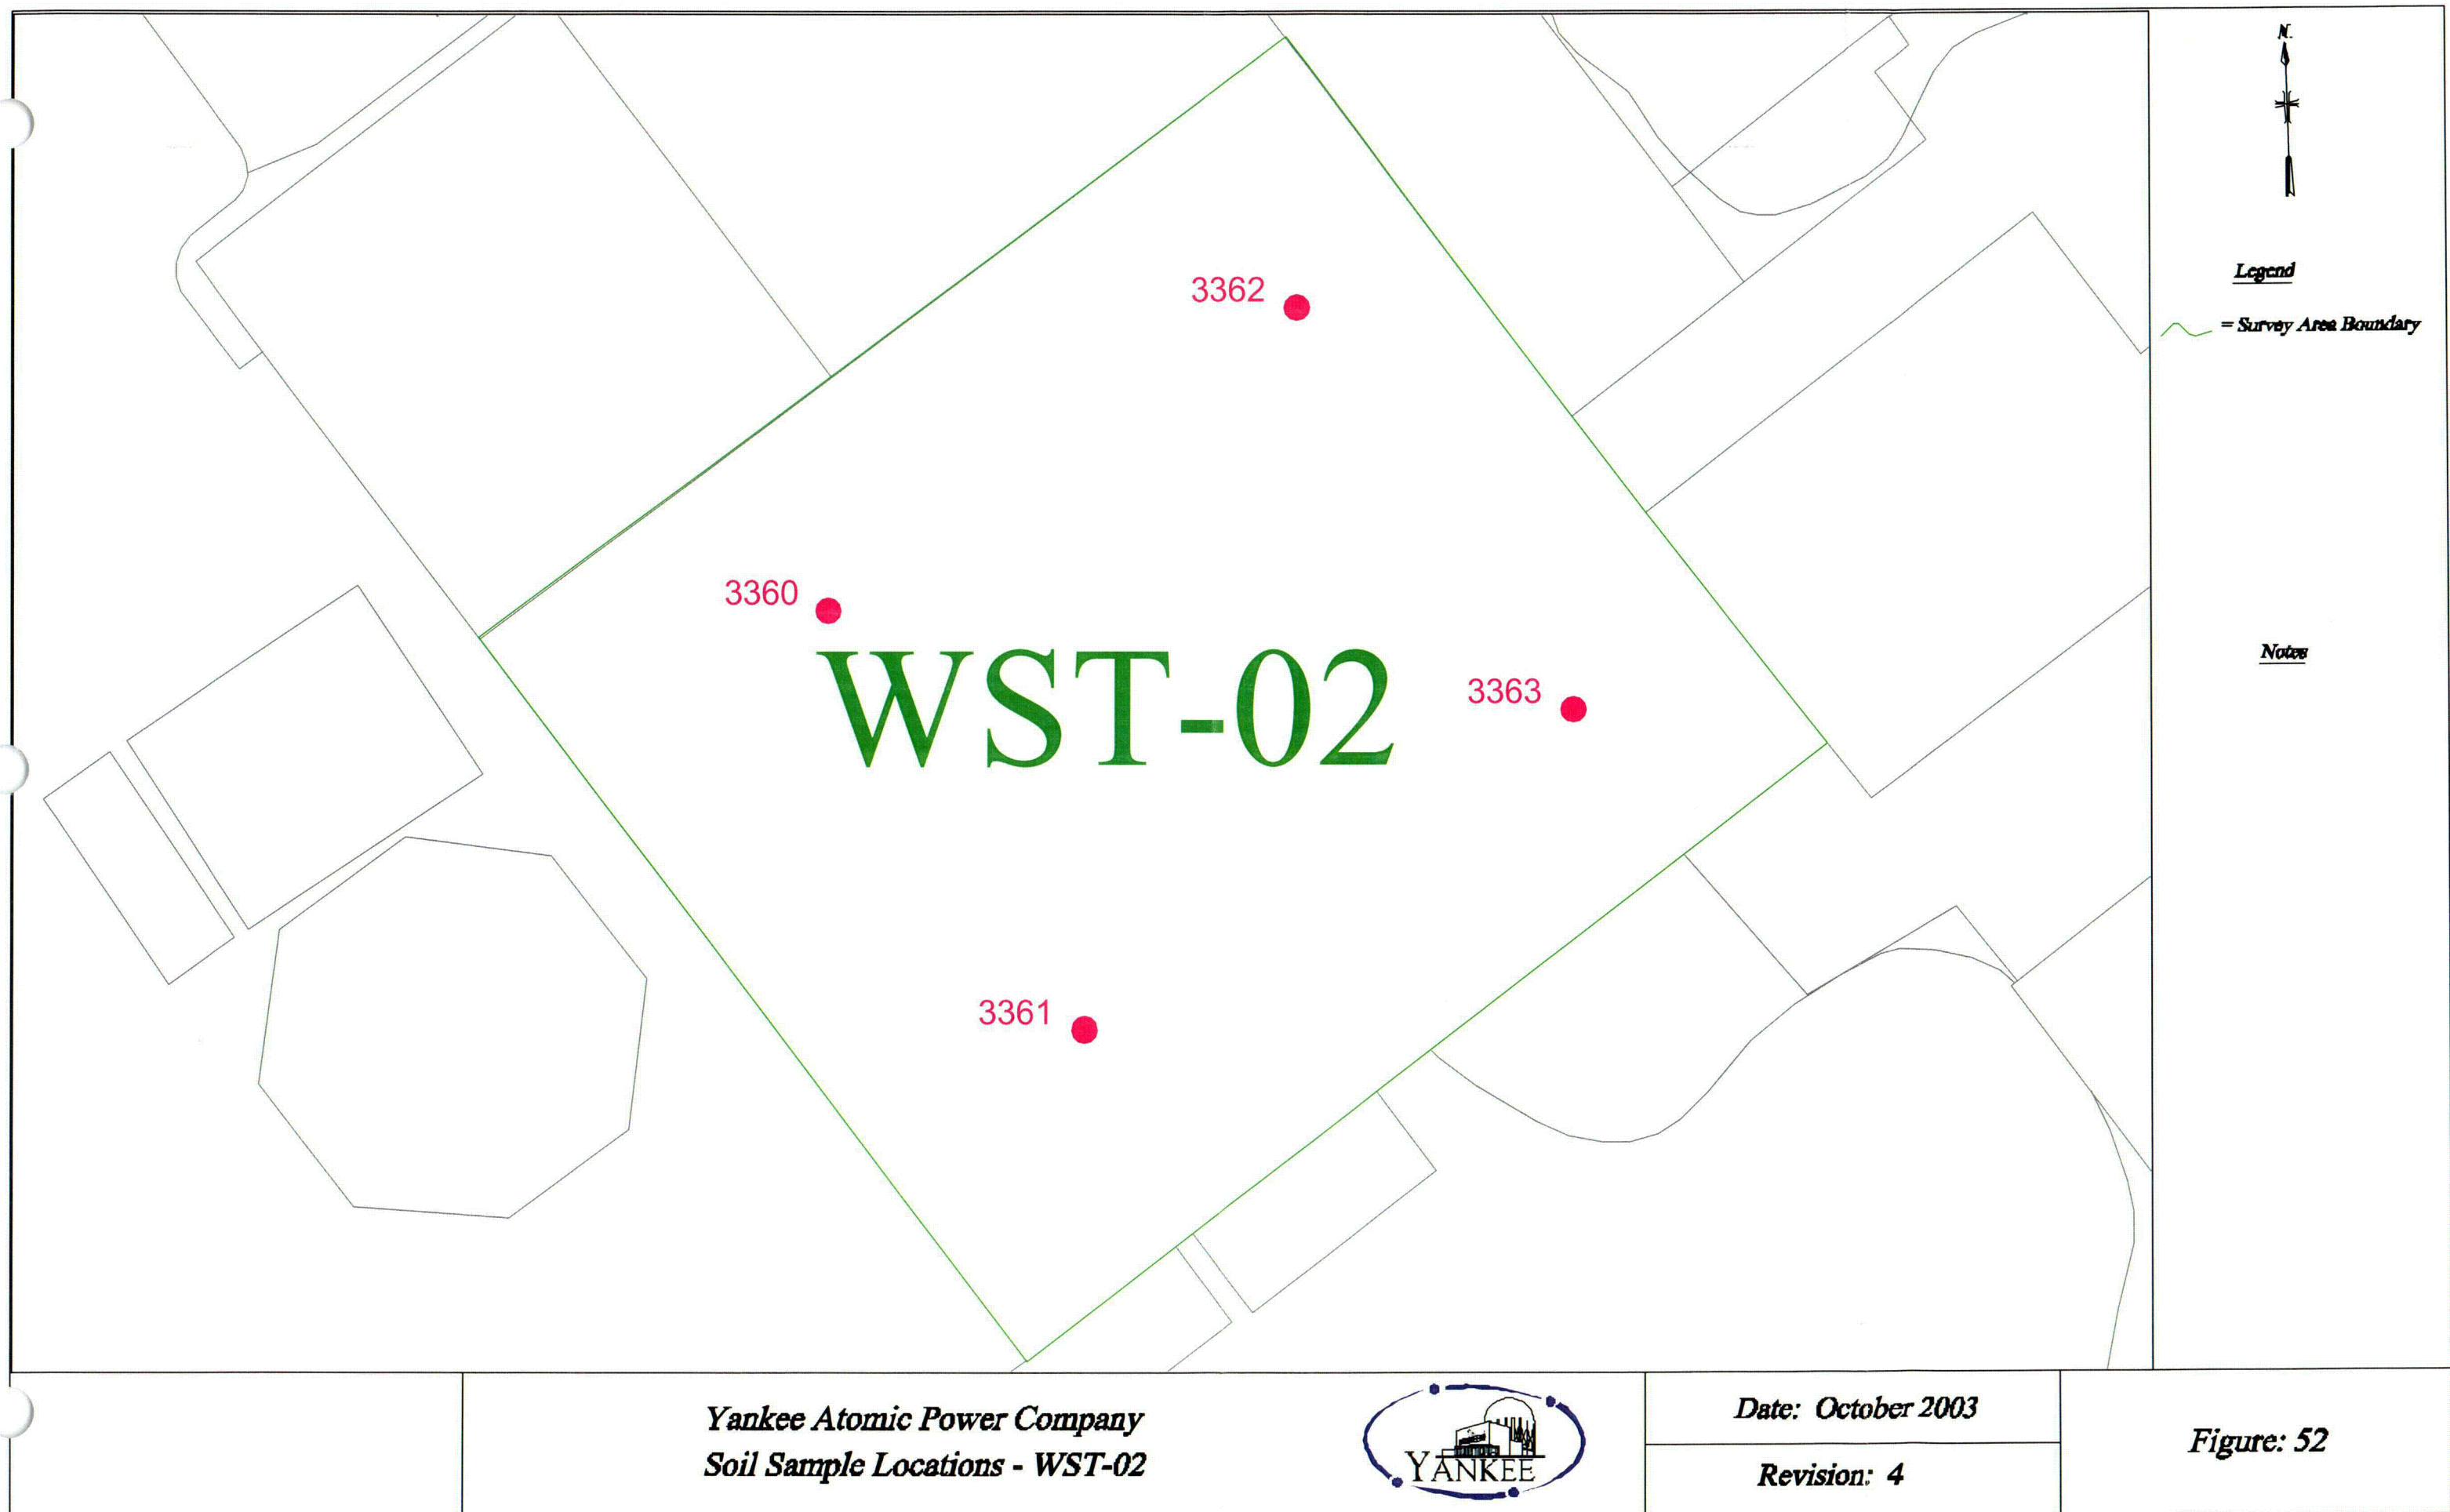 N.
Legend
= Survey Area Boundary
Notes
3362
3360
WST-02
3363
3361
Yankee Atomic Power Company
Soil Sample Locations - WST-02
YANKEE
Date: October 2003
Revision: 4
Figure: 52